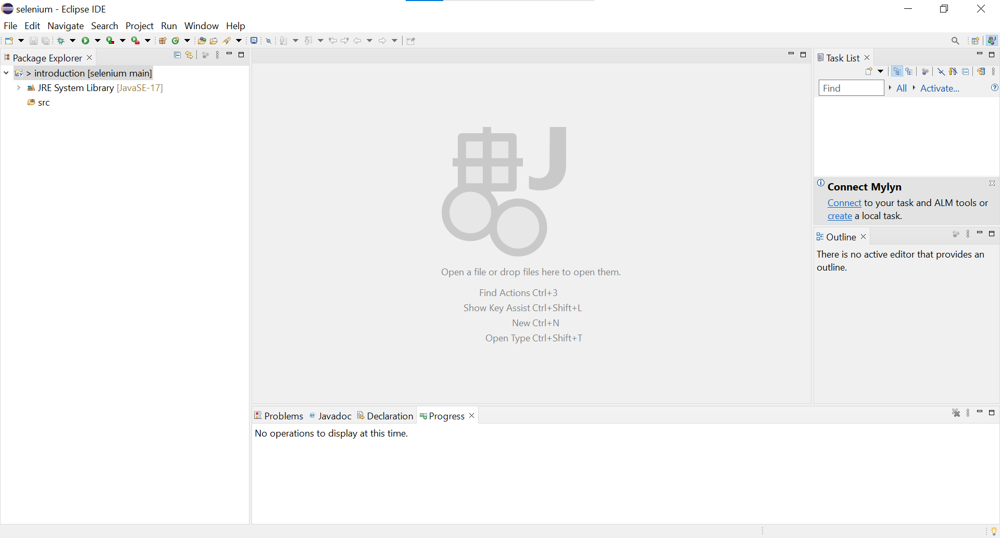 selenium - Eclipse IDE
File Edit Navigate Search Project Run Window Help
Package Explorer
> introduction [selenium main]
JRE System Library [JavaSE-17]
src
Open a file or drop files here to open them.
Find Actions Ctrl+3
Show Key Assist Ctrl+Shift+L
New Ctrl+N
Open Type Ctrl+Shift+T
Task List
Find All Activate...
Connect Mylyn
Connect to your task and ALM tools or
create a local task.
Outline
There is no active editor that provides an
outline.
Problems Javadoc Declaration Progress
No operations to display at this time.